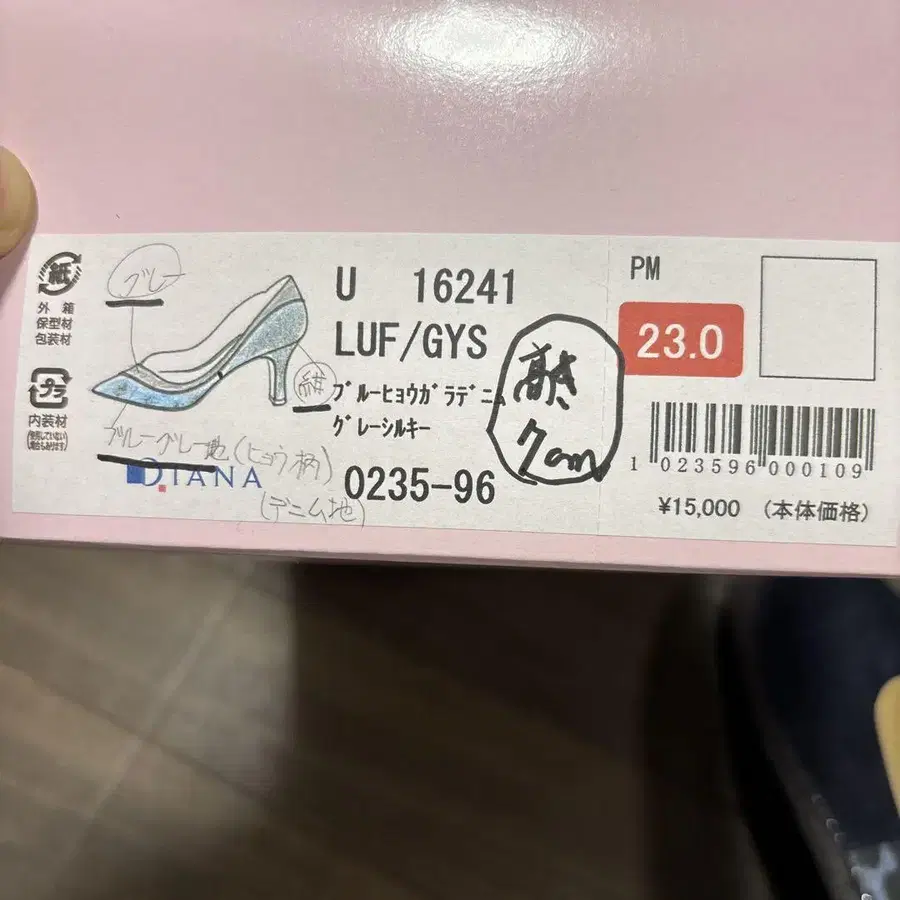 紙
外箱
保型材
包装材
プラ
内装材
グレー
紺
ブルーグレー地(ヒョウ柄)
(デニム地)
DIANA
U 16241
LUF/GYS
ブルーヒョウガラデニ
グレーシルキー
0235-96
高さ
7cm
PM
23.0
1 023596 000109
¥15,000 (本体価格)